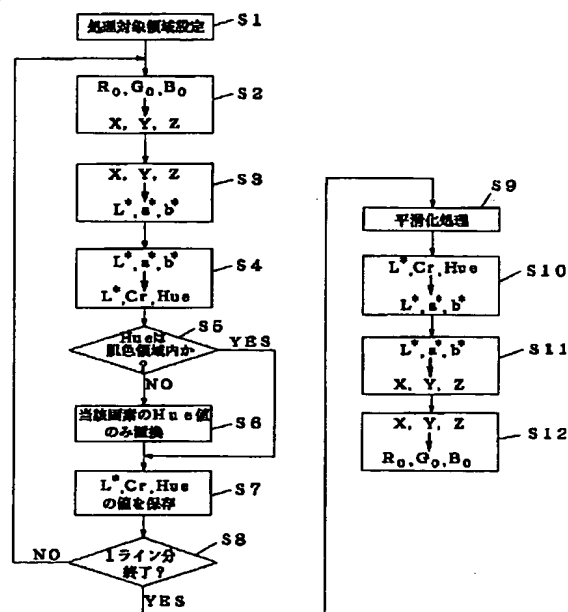 処理対象領域設定 S1
R₀,G₀,B₀ S2
X, Y, Z
X, Y, Z S3
L*,a*,b*
L*,a*,b* S4
L*,Cr,Hue
Hueは S5
肌色領域内か YES
?
NO
当該画素のHue値 S6
のみ置換
L*,Cr,Hue S7
の値を保存
S8
NO 1ライン分
終了?
YES
S9
平滑化処理
L*,Cr,Hue S10
L*,a*,b*
L*,a*,b* S11
X, Y, Z
X, Y, Z S12
R₀,G₀,B₀